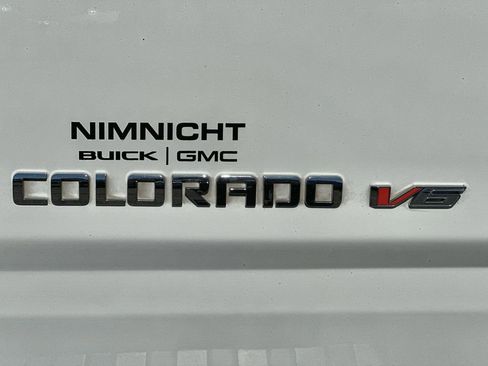 NIMNICHT
BUICK | GMC
COLORADO V6